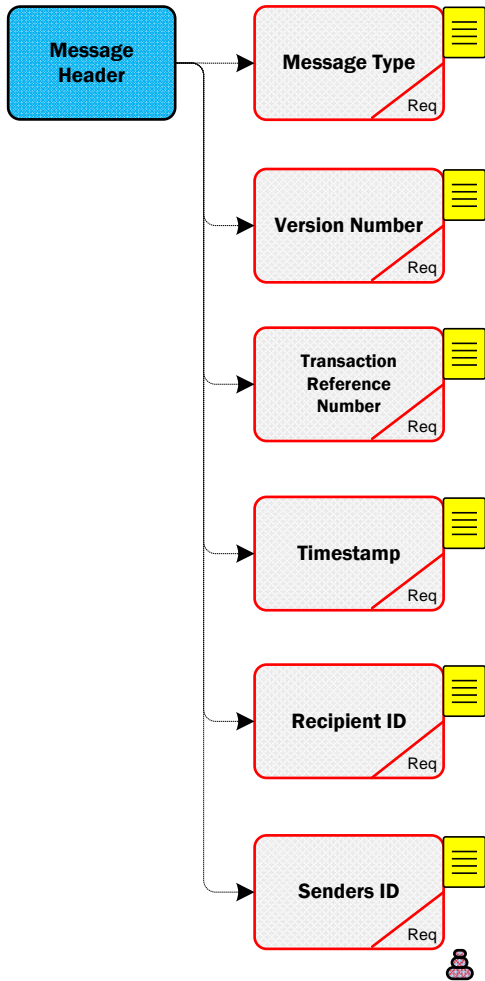 Message
Header
Message Type
Req
Version Number
Req
Transaction
Reference
Number
Req
Timestamp
Req
Recipient ID
Req
Senders ID
Req